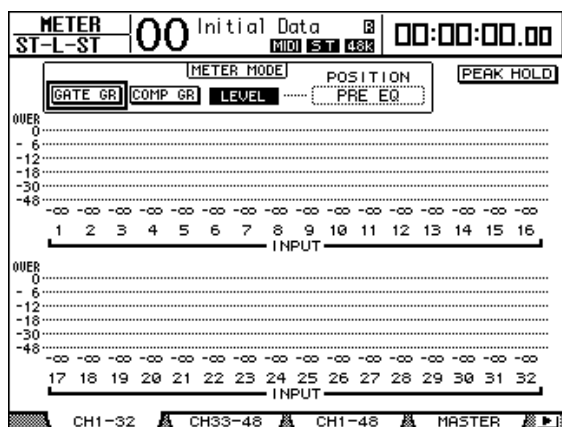 METER
ST-L-ST
00 Initial Data R
MIDI ST 48K
00:00:00.00
METER MODE
POSITION
PEAK HOLD
GATE GR COMP GR LEVEL PRE EQ
OVER
0
-6
-12
-18
-30
-48
-∞ -∞ -∞ -∞ -∞ -∞ -∞ -∞ -∞ -∞ -∞ -∞ -∞ -∞ -∞ -∞
1 2 3 4 5 6 7 8 9 10 11 12 13 14 15 16
INPUT
OVER
0
-6
-12
-18
-30
-48
-∞ -∞ -∞ -∞ -∞ -∞ -∞ -∞ -∞ -∞ -∞ -∞ -∞ -∞ -∞ -∞
17 18 19 20 21 22 23 24 25 26 27 28 29 30 31 32
INPUT
CH1-32 CH33-48 CH1-48 MASTER